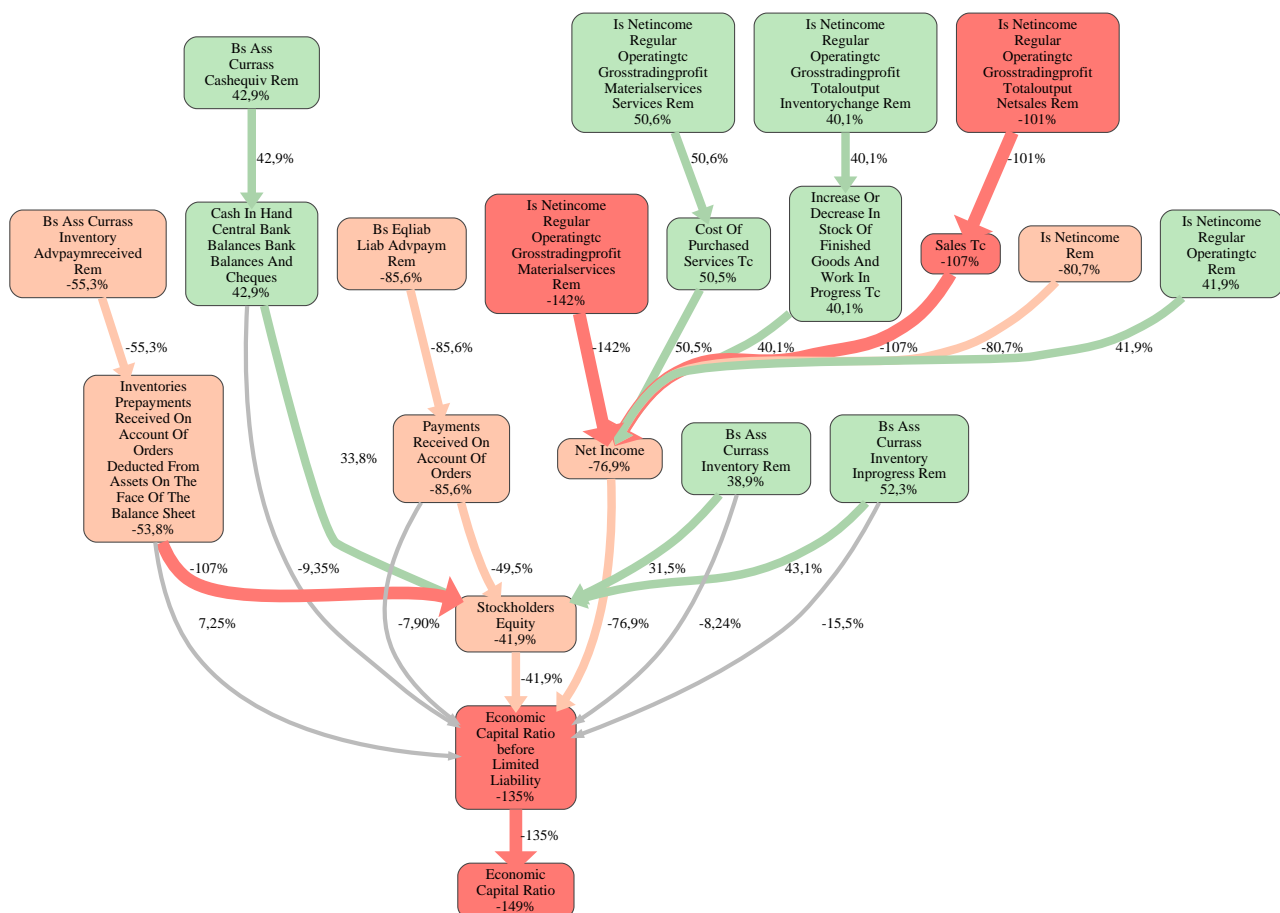 Bs Ass
Currass
Cashequiv Rem
42,9%
Is Netincome
Regular
Operatingtc
Grosstradingprofit
Materialservices
Services Rem
50,6%
Is Netincome
Regular
Operatingtc
Grosstradingprofit
Totaloutput
Inventorychange Rem
40,1%
Is Netincome
Regular
Operatingtc
Grosstradingprofit
Totaloutput
Netsales Rem
-101%
42,9%
50,6%
40,1%
-101%
Bs Ass Currass
Inventory
Advpaymreceived
Rem
-55,3%
Cash In Hand
Central Bank
Balances Bank
Balances And
Cheques
42,9%
Bs Eqliab
Liab Advpaym
Rem
-85,6%
Is Netincome
Regular
Operatingtc
Grosstradingprofit
Materialservices
Rem
-142%
Cost Of
Purchased
Services Tc
50,5%
Increase Or
Decrease In
Stock Of
Finished
Goods And
Work In
Progress Tc
40,1%
Sales Tc
-107%
Is Netincome
Rem
-80,7%
Is Netincome
Regular
Operatingtc
Rem
41,9%
-55,3%
-85,6%
-142%
50,5%
40,1%
-107%
-80,7%
41,9%
Inventories
Prepayments
Received On
Account Of
Orders
Deducted From
Assets On The
Face Of The
Balance Sheet
-53,8%
33,8%
Payments
Received On
Account Of
Orders
-85,6%
Net Income
-76,9%
Bs Ass
Currass
Inventory Rem
38,9%
Bs Ass
Currass
Inventory
Inprogress Rem
52,3%
-107%
-9,35%
-49,5%
31,5%
43,1%
7,25%
-7,90%
Stockholders
Equity
-41,9%
-76,9%
-8,24%
-15,5%
-41,9%
Economic
Capital Ratio
before
Limited
Liability
-135%
-135%
Economic
Capital Ratio
-149%